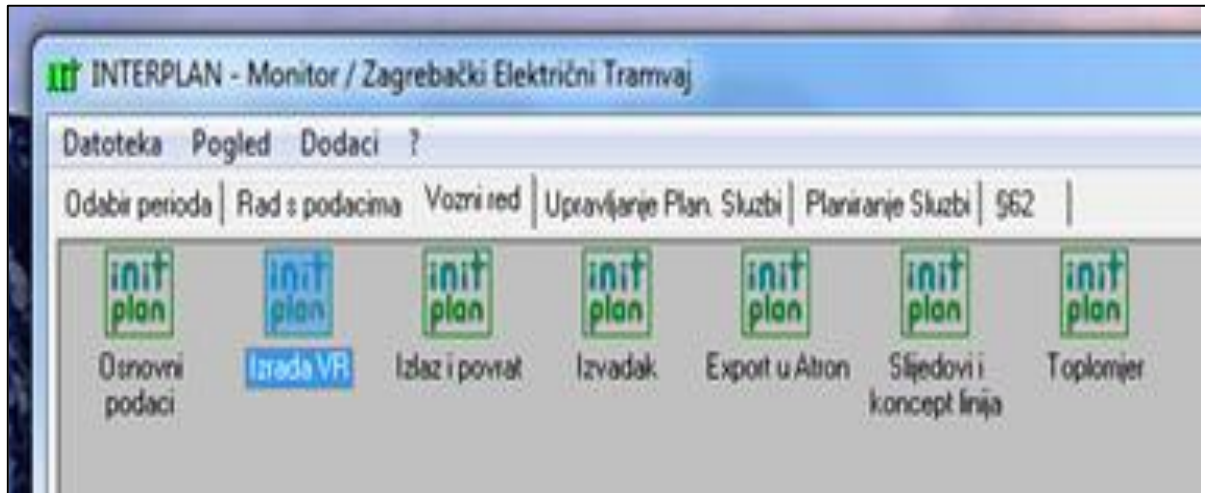 INTERPLAN - Monitor / Zagrebački Električni Tramvaj
Datoteka Pogled Dodaci ?
Odabir perioda Rad s podacima Vozni red Upravljanje Plan. Sluzbi Planiranje Sluzbi §62
init plan init plan init plan init plan init plan init plan init plan
Osnovni podaci
Izrada VR
Izlaz i povrat
Izvadak
Export u Atron
Slijedovi i koncept linija
Toplomjer